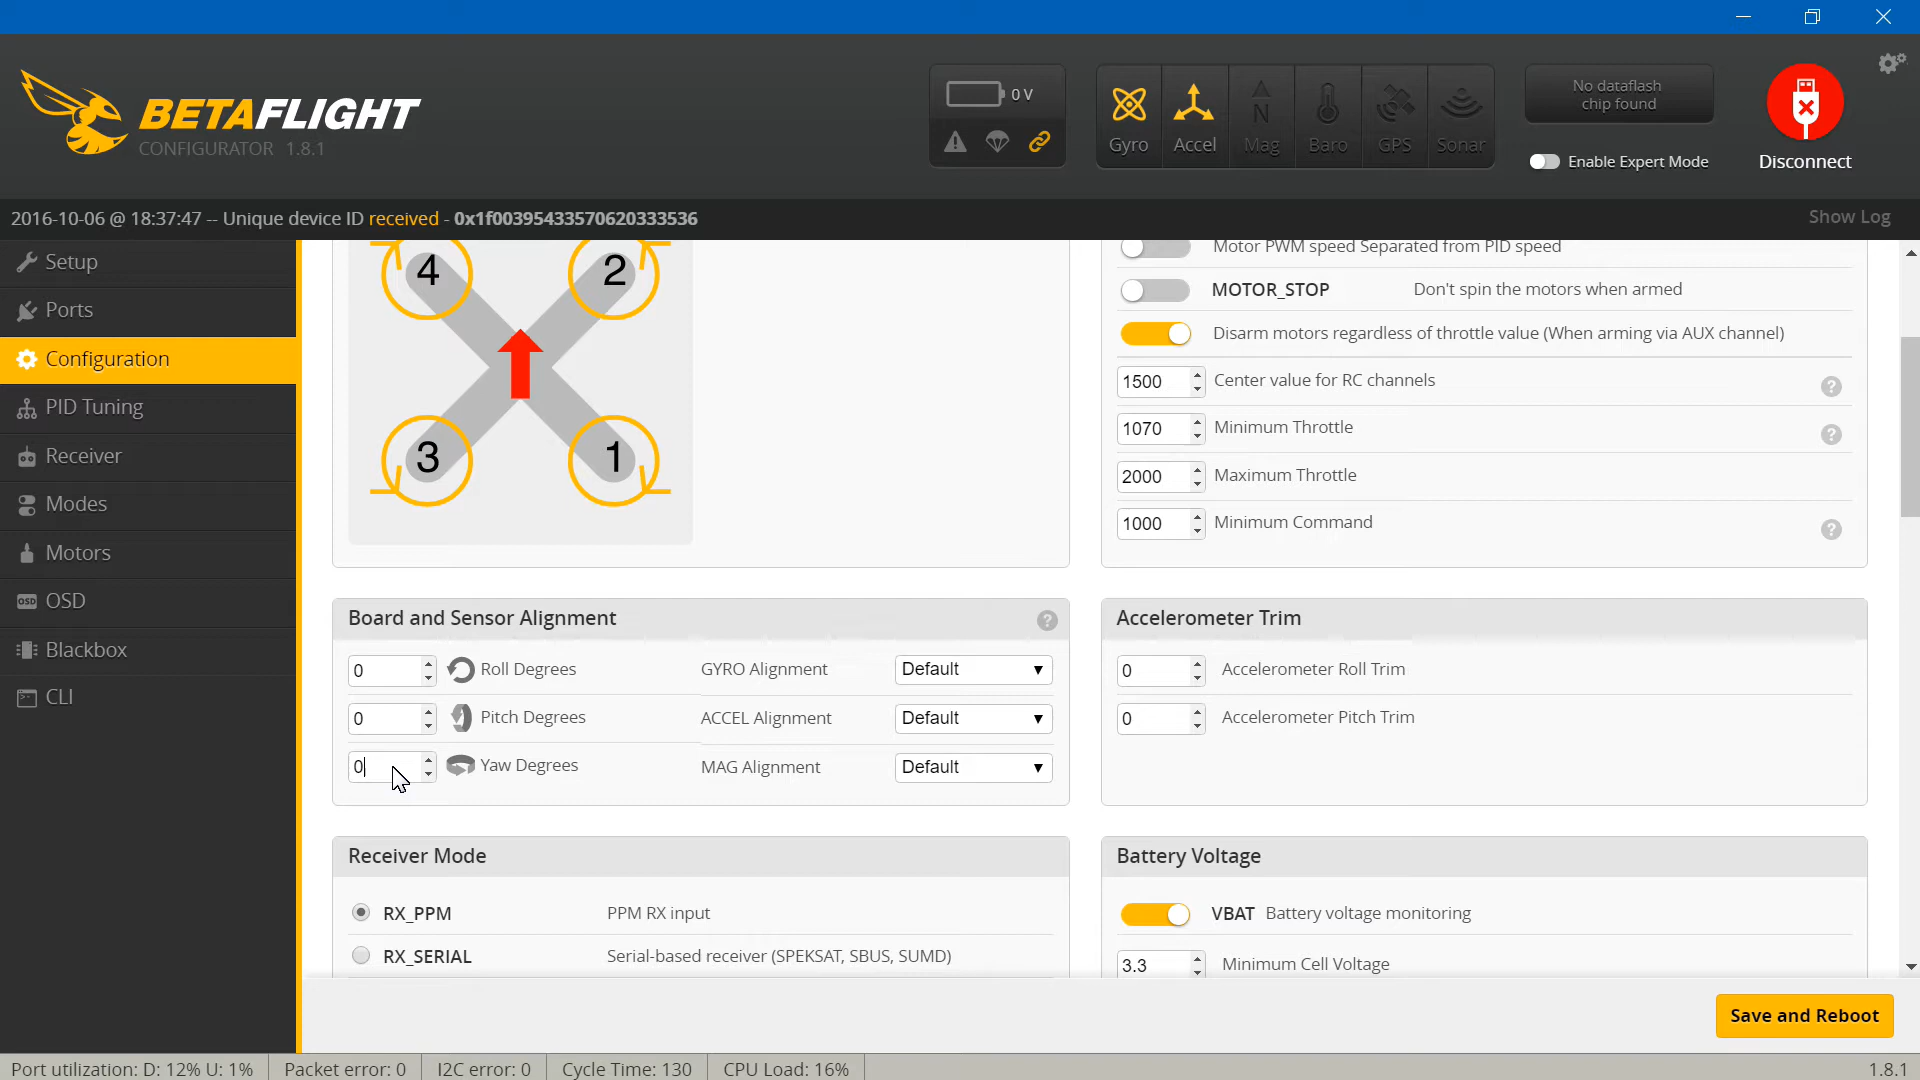 BETAFLIGHT
CONFIGURATOR 1.8.1
0 V
Gyro
Accel
Mag
Baro
GPS
Sonar
No dataflash
chip found
Enable Expert Mode
Disconnect
2016-10-06 @ 18:37:47 -- Unique device ID received - 0x1f00395433570620333536
Show Log
Setup
Ports
Configuration
PID Tuning
Receiver
Modes
Motors
OSD OSD
Blackbox
CLI
4
2
3
1
Motor PWM speed Separated from PID speed
MOTOR_STOP Don't spin the motors when armed
Disarm motors regardless of throttle value (When arming via AUX channel)
1500 Center value for RC channels ?
1070 Minimum Throttle ?
2000 Maximum Throttle
1000 Minimum Command ?
Board and Sensor Alignment ?
0 Roll Degrees GYRO Alignment Default
0 Pitch Degrees ACCEL Alignment Default
0 Yaw Degrees MAG Alignment Default
Accelerometer Trim
0 Accelerometer Roll Trim
0 Accelerometer Pitch Trim
Receiver Mode
RX_PPM PPM RX input
RX_SERIAL Serial-based receiver (SPEKSAT, SBUS, SUMD)
Battery Voltage
VBAT Battery voltage monitoring
3.3 Minimum Cell Voltage
Save and Reboot
Port utilization: D: 12% U: 1% Packet error: 0 I2C error: 0 Cycle Time: 130 CPU Load: 16% 1.8.1